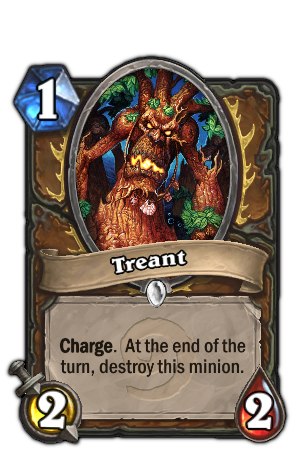 1
Treant
Charge. At the end of the
turn, destroy this minion.
2
2